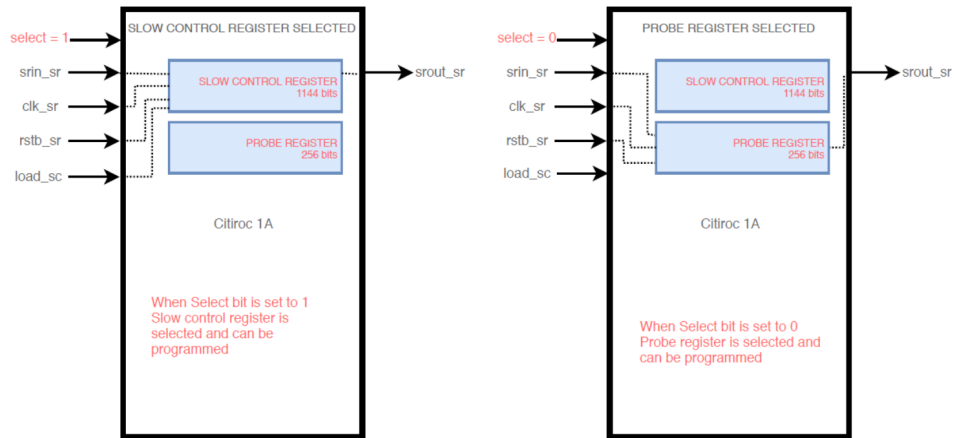 SLOW CONTROL REGISTER SELECTED
select = 1
srin_sr
clk_sr
rstb_sr
load_sc
SLOW CONTROL REGISTER
1144 bits
PROBE REGISTER
256 bits
srout_sr
Citiroc 1A
When Select bit is set to 1
Slow control register is
selected and can be
programmed
PROBE REGISTER SELECTED
select = 0
srin_sr
clk_sr
rstb_sr
load_sc
SLOW CONTROL REGISTER
1144 bits
PROBE REGISTER
256 bits
srout_sr
Citiroc 1A
When Select bit is set to 0
Probe register is selected and
can be programmed